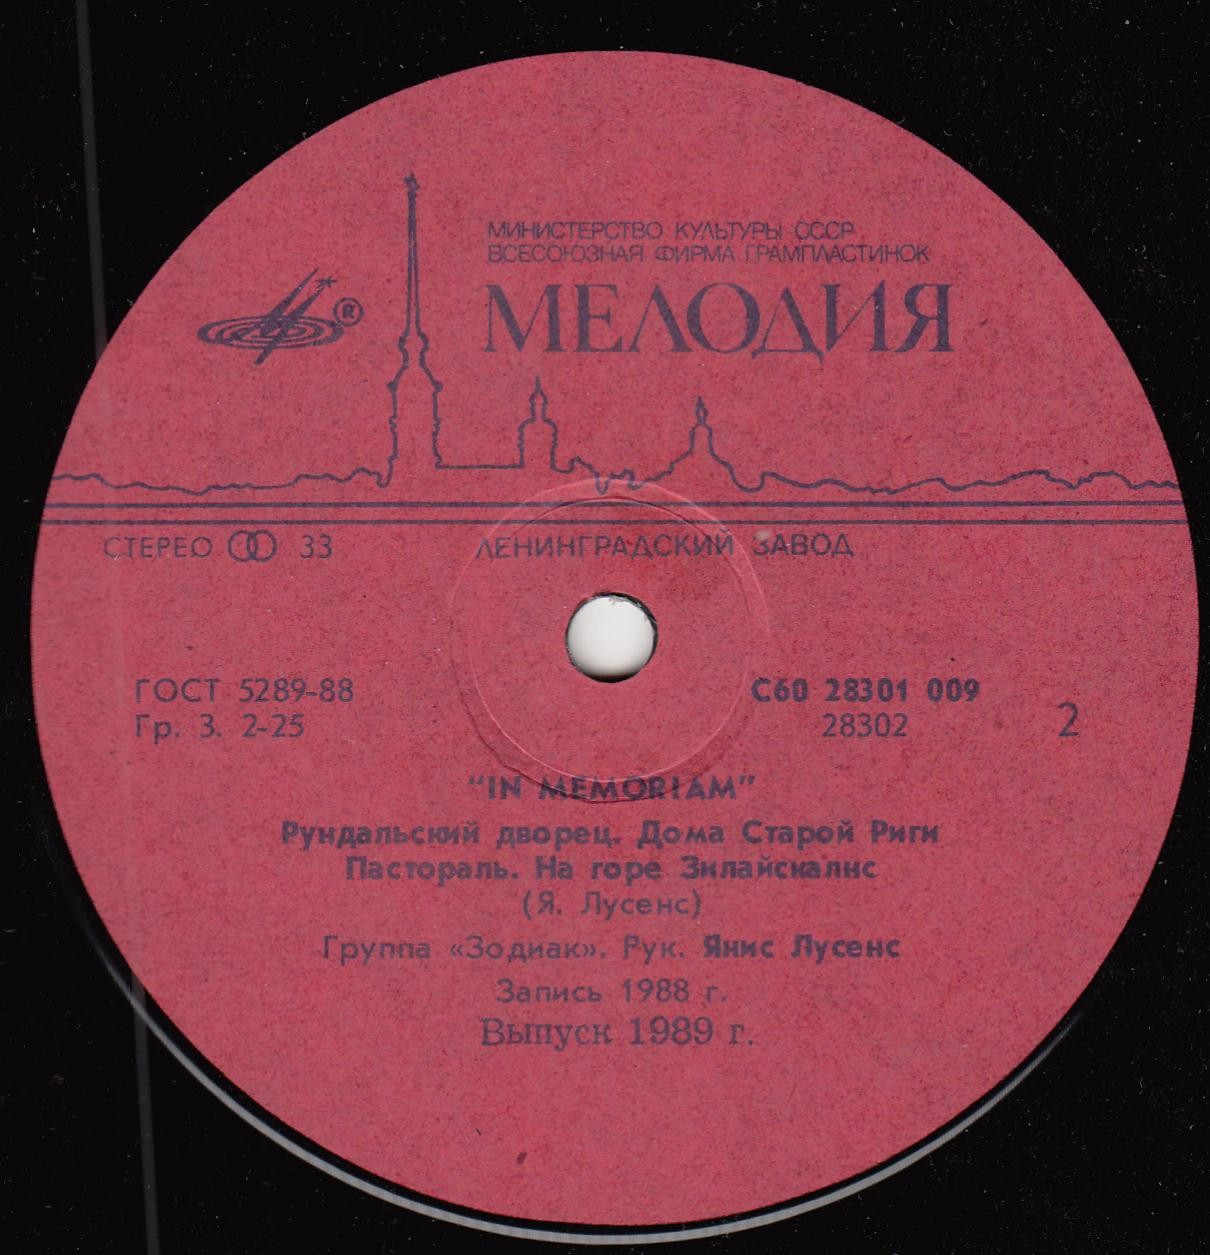 МИНИСТЕРСТВО КУЛЬТУРЫ СССР
ВСЕСОЮЗНАЯ ФИРМА ГРАМПЛАСТИНОК
®
МЕЛОДИЯ
СТЕРЕО 33 ЛЕНИНГРАДСКИЙ ЗАВОД
ГОСТ 5289-88 С60 28301 009
Гр. 3. 2-25 28302 2
“IN MEMORIAM”
Рундальский дворец. Дома Старой Риги
Пастораль. На горе Зилайскалнс
(Я. Лусенс)
Группа «Зодиак». Рук. Янис Лусенс
Запись 1988 г.
Выпуск 1989 г.